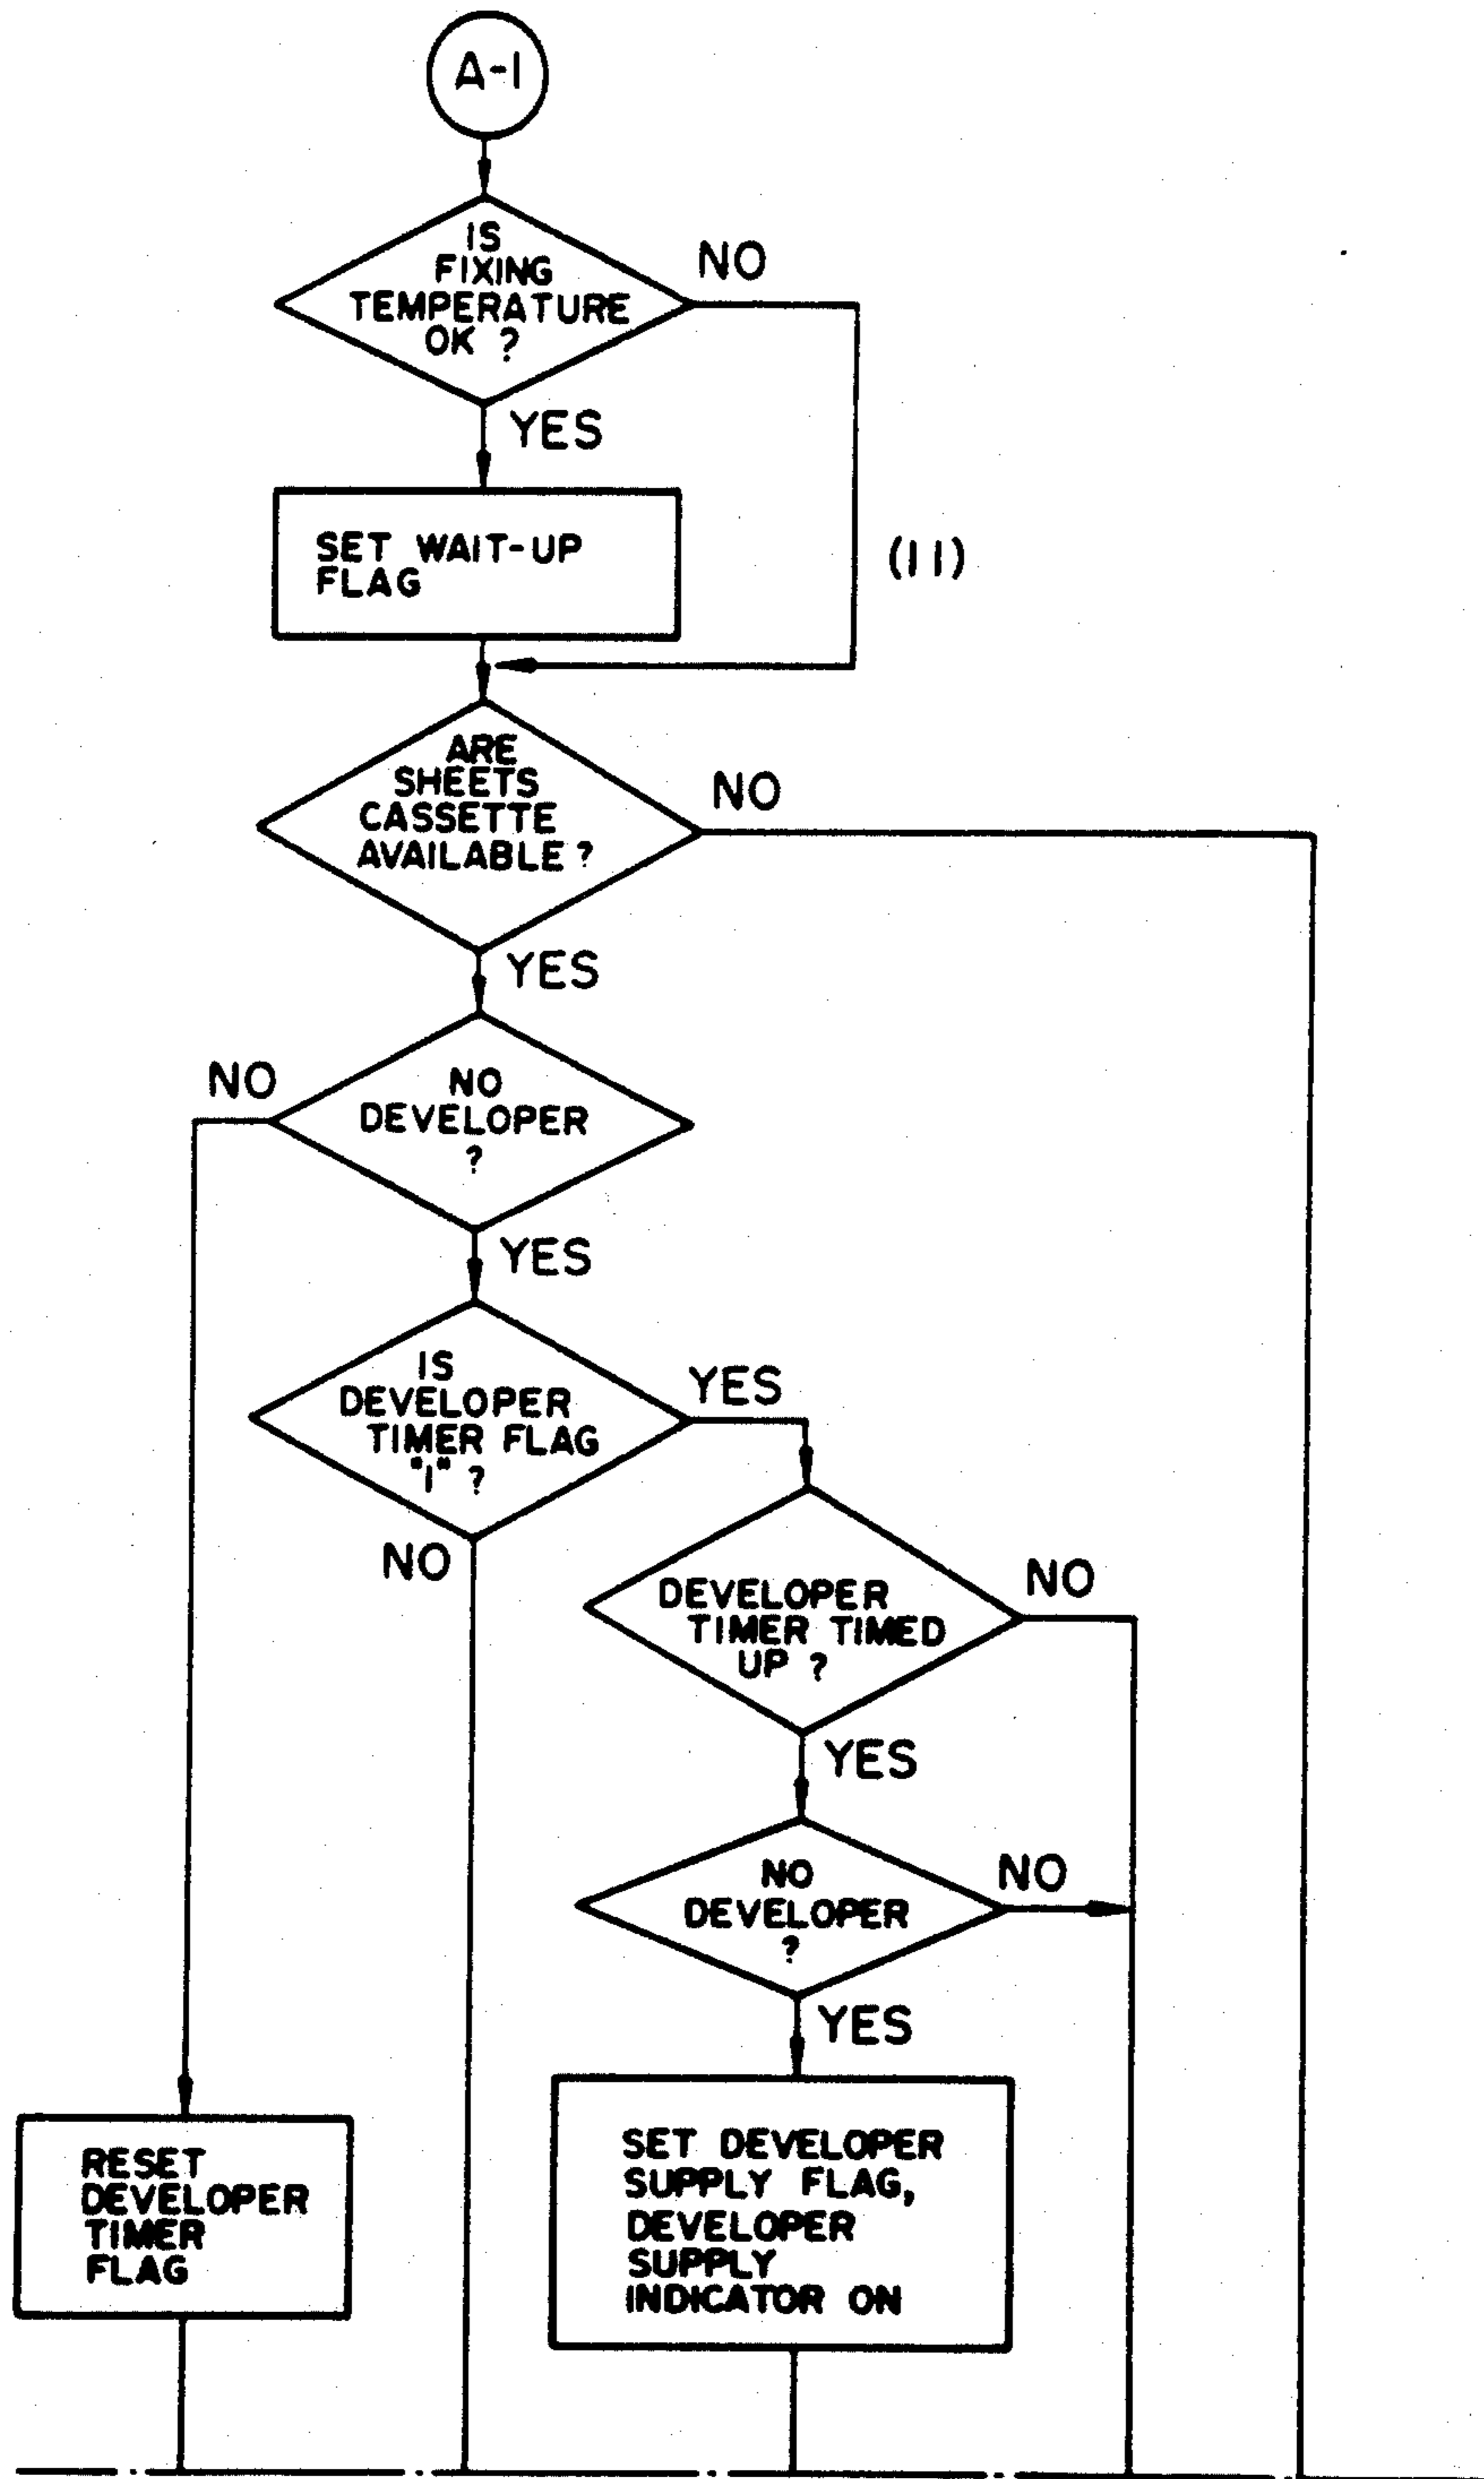 A-1
IS
FIXING
TEMPERATURE
OK ?
NO
YES
SET WAIT-UP
FLAG
(11)
ARE
SHEETS
CASSETTE
AVAILABLE ?
NO
YES
NO
NO
DEVELOPER
?
YES
IS
DEVELOPER
TIMER FLAG
"1" ?
YES
NO
DEVELOPER
TIMER TIMED
UP ?
NO
YES
NO
DEVELOPER
?
NO
YES
RESET
DEVELOPER
TIMER
FLAG
SET DEVELOPER
SUPPLY FLAG,
DEVELOPER
SUPPLY
INDICATOR ON